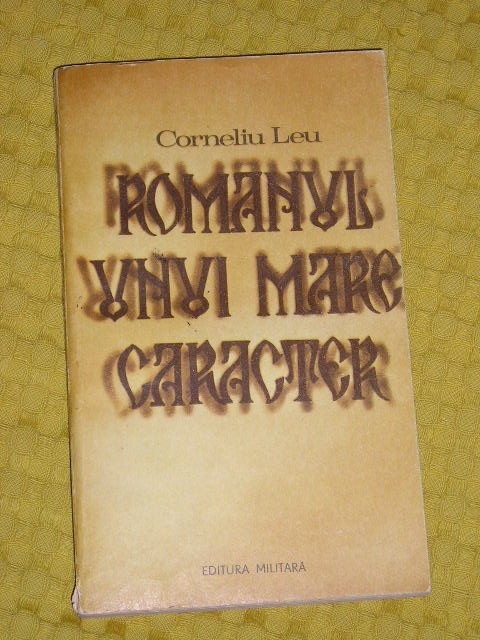 Corneliu Leu
ROMANUL
UNUI MARE
CARACTER
EDITURA MILITARĂ